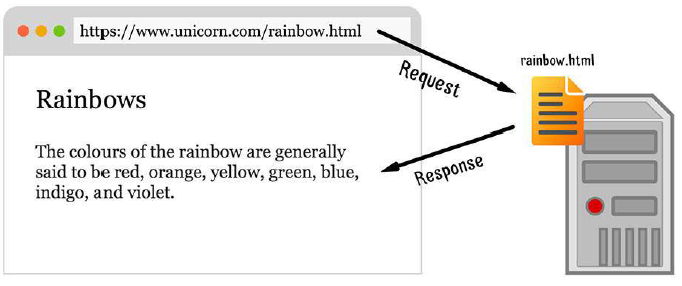 https://www.unicorn.com/rainbow.html
rainbow.html
Request
Rainbows
The colours of the rainbow are generally
said to be red, orange, yellow, green, blue,
indigo, and violet.
Response